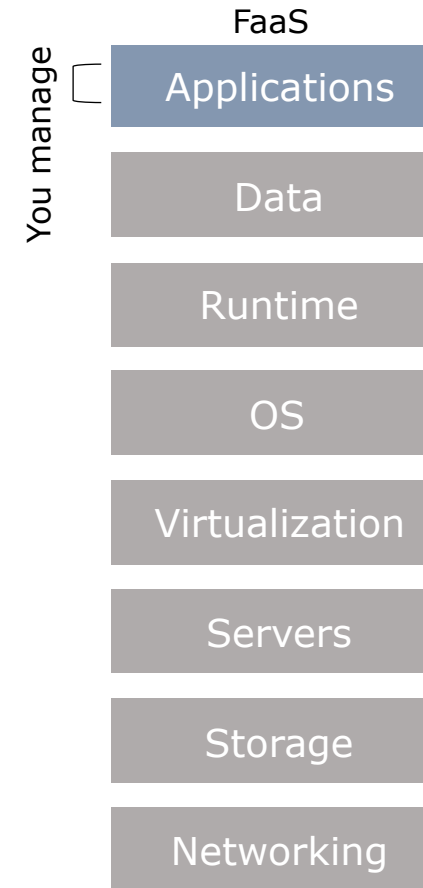 FaaS
You manage
Applications
Data
Runtime
OS
Virtualization
Servers
Storage
Networking